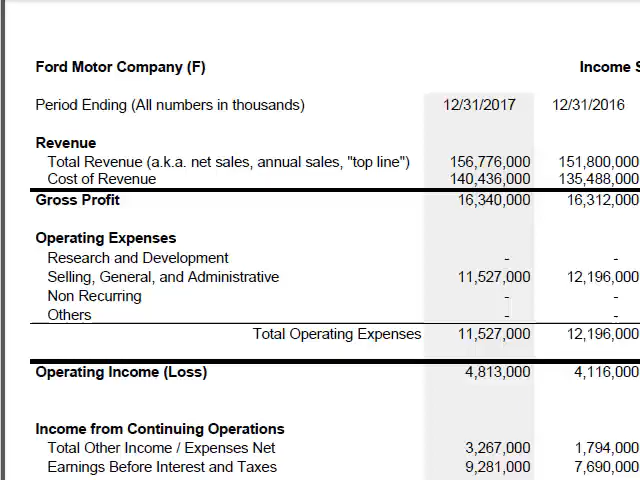 Ford Motor Company (F) Income S
Period Ending (All numbers in thousands) 12/31/2017 12/31/2016
Revenue
Total Revenue (a.k.a. net sales, annual sales, "top line") 156,776,000 151,800,000
Cost of Revenue 140,436,000 135,488,000
Gross Profit 16,340,000 16,312,000
Operating Expenses
Research and Development - -
Selling, General, and Administrative 11,527,000 12,196,000
Non Recurring - -
Others - -
Total Operating Expenses 11,527,000 12,196,000
Operating Income (Loss) 4,813,000 4,116,000
Income from Continuing Operations
Total Other Income / Expenses Net 3,267,000 1,794,000
Earnings Before Interest and Taxes 9,281,000 7,690,000